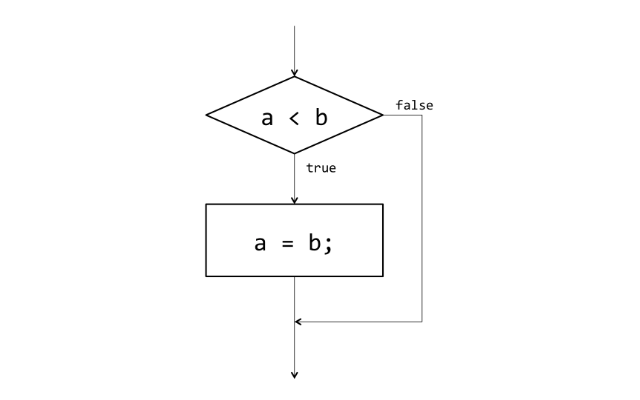 a < b
false
true
a = b;